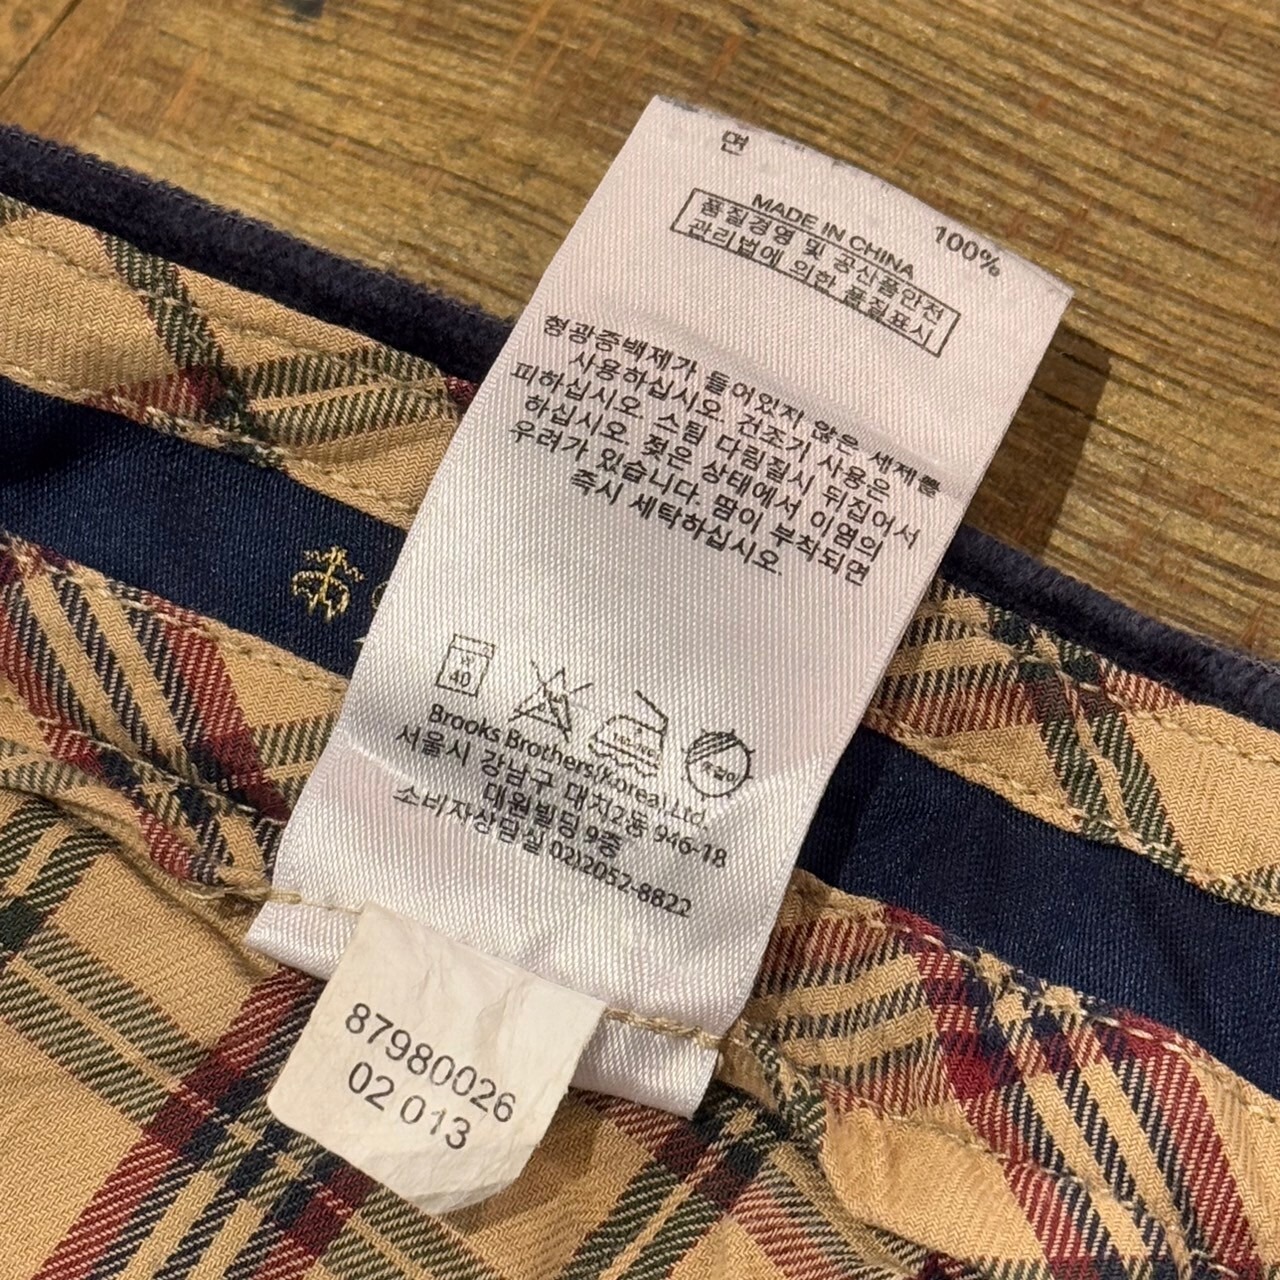 면 100%
MADE IN CHINA
품질경영 및 공산품안전
관리법에 의한 품질표시
형광증백제가 들어있지 않은 세제를
사용하십시오. 건조기 사용은
피하십시오. 스팀 다림질시 뒤집어서
하십시오. 젖은 상태에서 이염의
우려가 있습니다. 땀이 부착되면
즉시 세탁하십시오.
W
40
Brooks Brothers(Korea).Ltd.
서울시 강남구 대치2동 946-18
대원빌딩 9층
소비자상담실 02)2052-8822
87980026
02 013